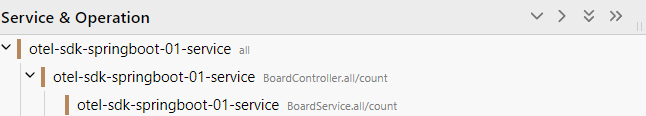 Service & Operation
otel-sdk-springboot-01-service all
otel-sdk-springboot-01-service BoardController.all/count
otel-sdk-springboot-01-service BoardService.all/count